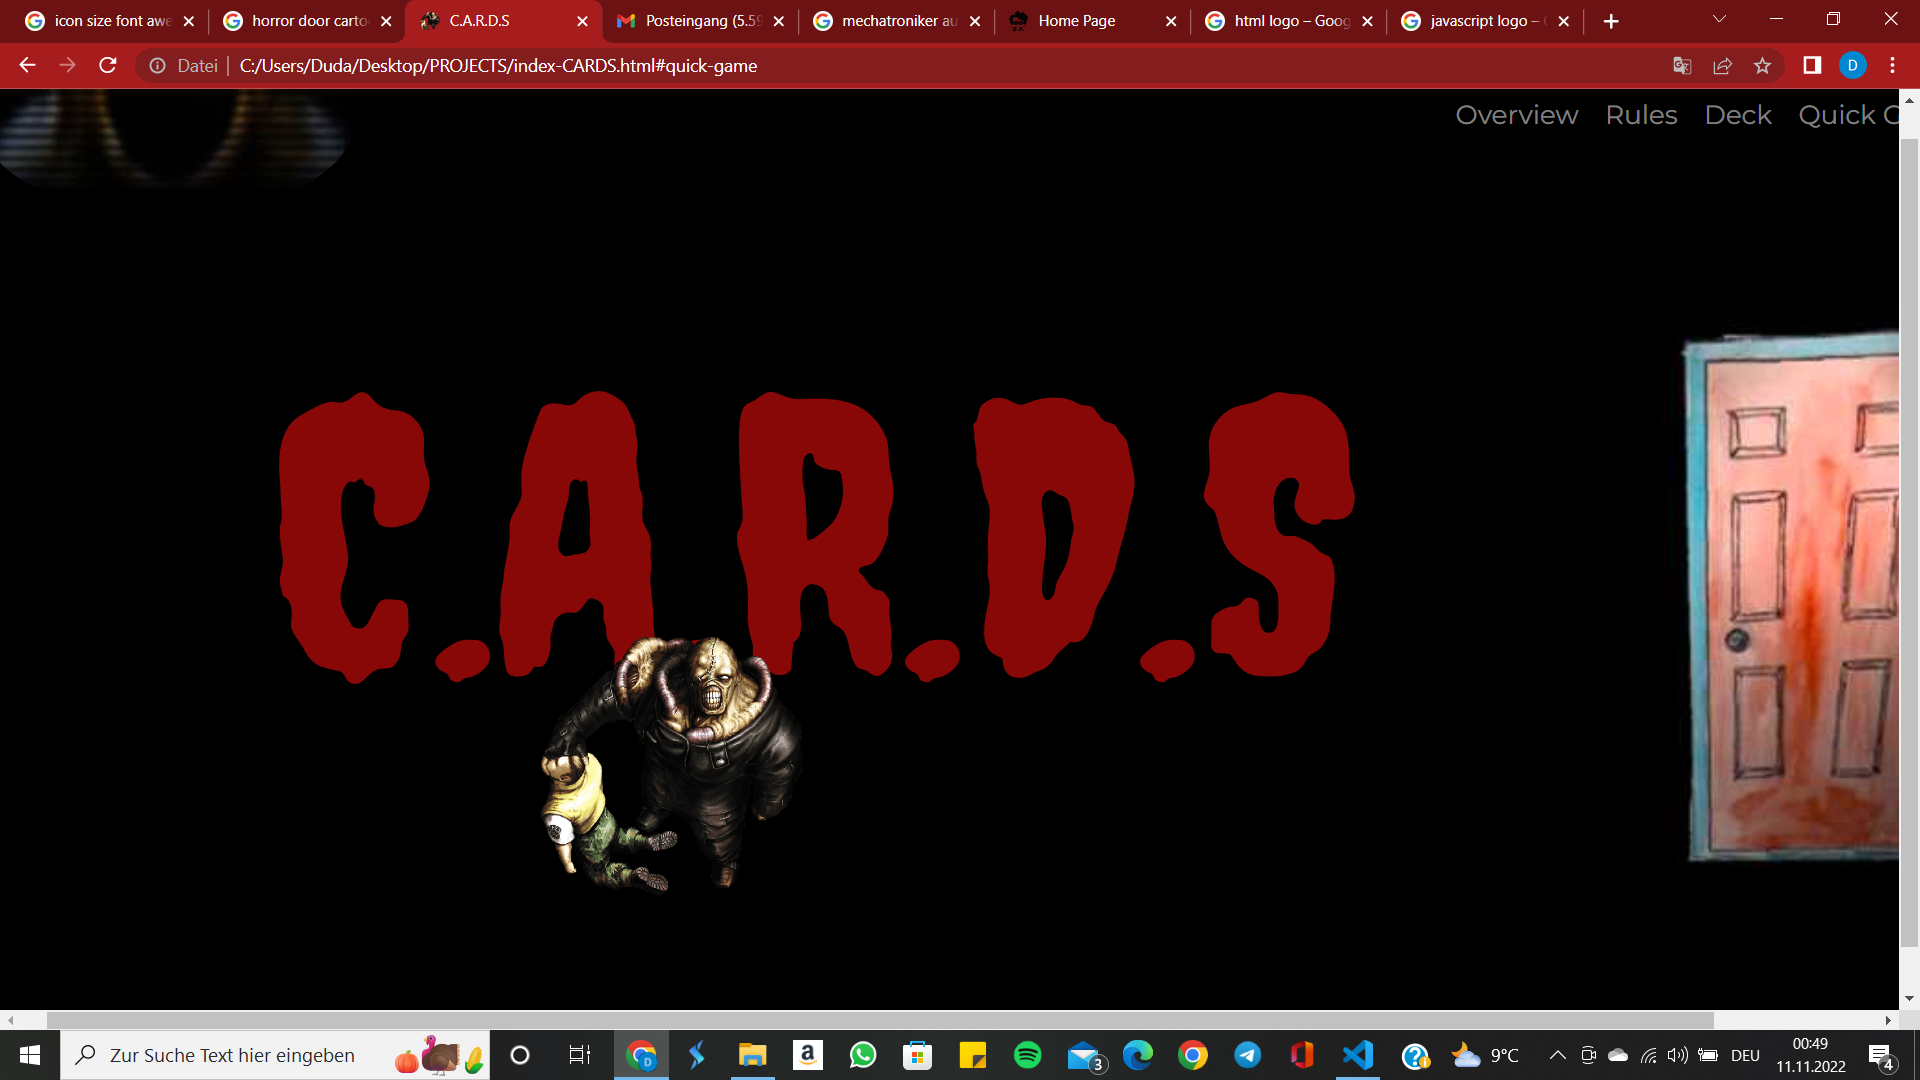 icon size font awe
horror door carto
C.A.R.D.S
Posteingang (5.59
mechatroniker au
Home Page
html logo – Goog
javascript logo – G
Datei
C:/Users/Duda/Desktop/PROJECTS/index-CARDS.html#quick-game
D
Overview Rules Deck Quick G
C.A.R.D.S
Zur Suche Text hier eingeben
3
9°C
DEU
00:49
11.11.2022
4